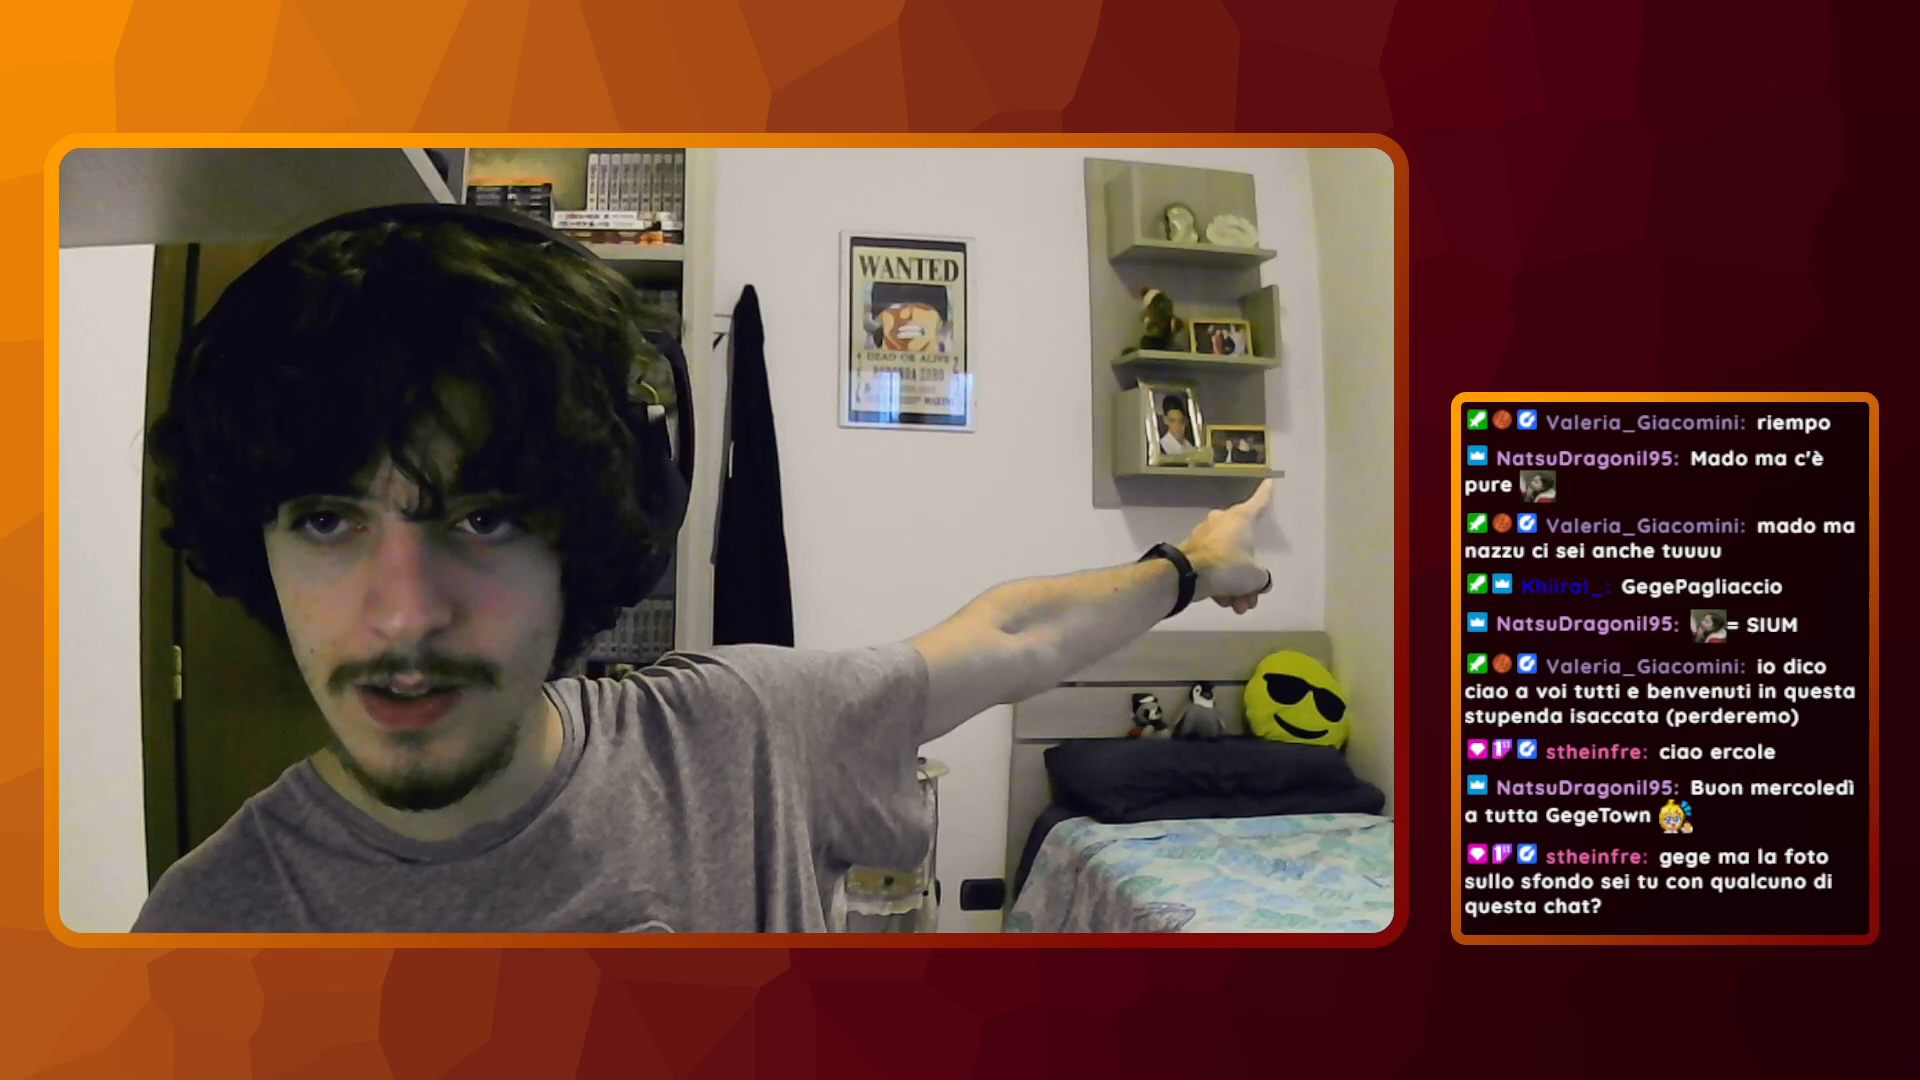 WANTED
DEAD OR ALIVE
Valeria_Giacomini: riempo
NatsuDragonil95: Mado ma c'è
pure
Valeria_Giacomini: mado ma
nazzu ci sei anche tuuuu
Khiiral_: GegePagliaccio
NatsuDragonil95: = SIUM
Valeria_Giacomini: io dico
ciao a voi tutti e benvenuti in questa
stupenda isaccata (perderemo)
stheinfre: ciao ercole
NatsuDragonil95: Buon mercoledì
a tutta GegeTown
stheinfre: gege ma la foto
sullo sfondo sei tu con qualcuno di
questa chat?